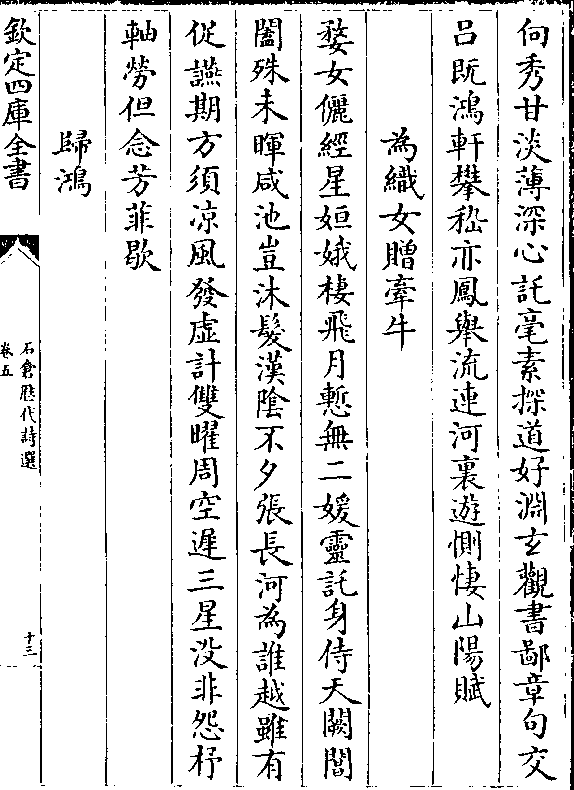 向秀甘淡薄深心託毫素探道好淵𤣥觀書鄙章句交
吕既鴻軒攀嵇亦鳳舉流連河裏遊惻悽山陽賦
為織女贈牽牛
婺女儷經星姮娥棲飛月慙無二媛靈託身侍天闕閶
闔殊未暉咸池豈沐髮漢陰不夕張長河為誰越雖有
促讌期方須凉風發虚計雙曜周空遲三星没非怨杼
軸勞但念芳菲歇
歸鴻
欽定四庫全書
石倉歴代詩選
卷五
十三